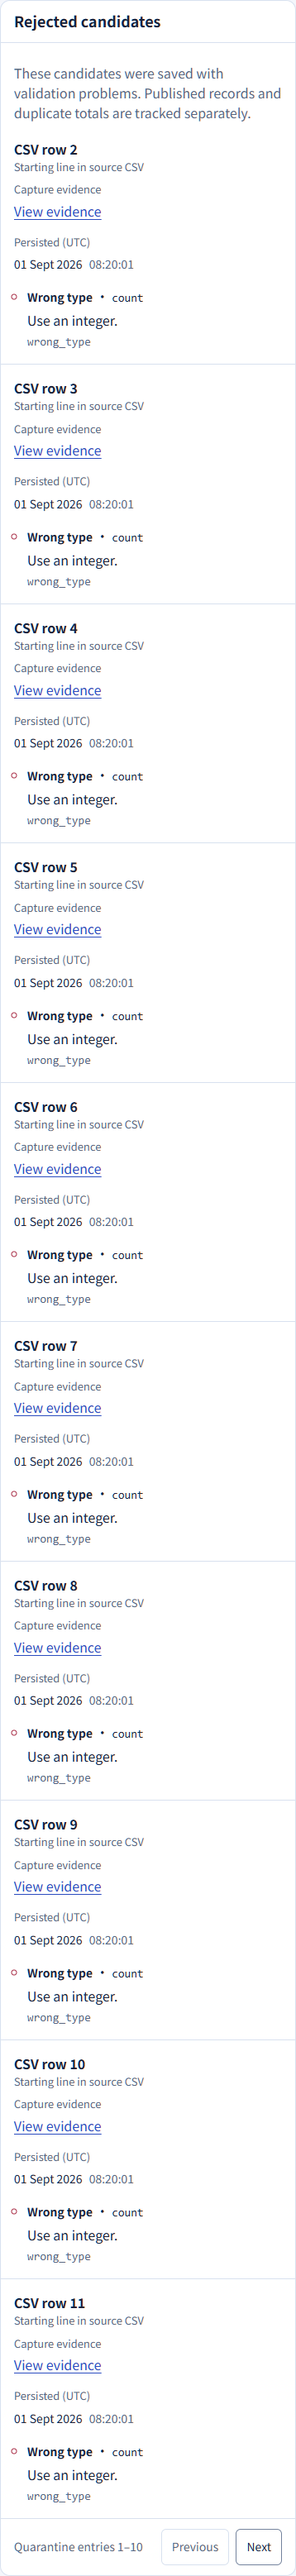 Rejected candidates
These candidates were saved with
validation problems. Published records and
duplicate totals are tracked separately.
CSV row 2
Starting line in source CSV
Capture evidence
View evidence
Persisted (UTC)
01 Sept 2026 08:20:01
Wrong type • count
Use an integer.
wrong_type
CSV row 3
Starting line in source CSV
Capture evidence
View evidence
Persisted (UTC)
01 Sept 2026 08:20:01
Wrong type • count
Use an integer.
wrong_type
CSV row 4
Starting line in source CSV
Capture evidence
View evidence
Persisted (UTC)
01 Sept 2026 08:20:01
Wrong type • count
Use an integer.
wrong_type
CSV row 5
Starting line in source CSV
Capture evidence
View evidence
Persisted (UTC)
01 Sept 2026 08:20:01
Wrong type • count
Use an integer.
wrong_type
CSV row 6
Starting line in source CSV
Capture evidence
View evidence
Persisted (UTC)
01 Sept 2026 08:20:01
Wrong type • count
Use an integer.
wrong_type
CSV row 7
Starting line in source CSV
Capture evidence
View evidence
Persisted (UTC)
01 Sept 2026 08:20:01
Wrong type • count
Use an integer.
wrong_type
CSV row 8
Starting line in source CSV
Capture evidence
View evidence
Persisted (UTC)
01 Sept 2026 08:20:01
Wrong type • count
Use an integer.
wrong_type
CSV row 9
Starting line in source CSV
Capture evidence
View evidence
Persisted (UTC)
01 Sept 2026 08:20:01
Wrong type • count
Use an integer.
wrong_type
CSV row 10
Starting line in source CSV
Capture evidence
View evidence
Persisted (UTC)
01 Sept 2026 08:20:01
Wrong type • count
Use an integer.
wrong_type
CSV row 11
Starting line in source CSV
Capture evidence
View evidence
Persisted (UTC)
01 Sept 2026 08:20:01
Wrong type • count
Use an integer.
wrong_type
Quarantine entries 1–10 Previous Next